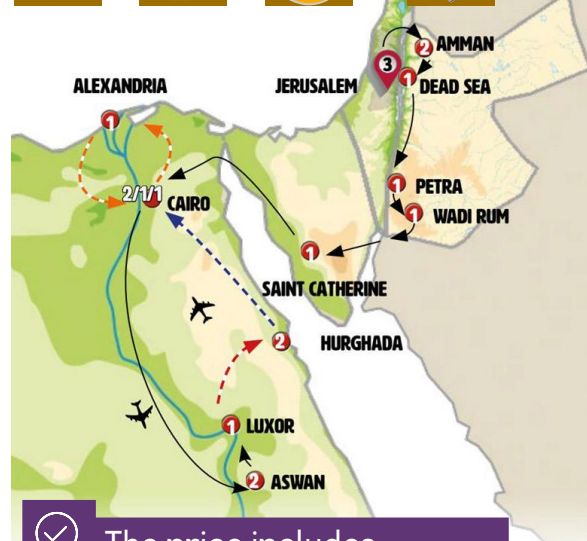 2
AMMAN
3
JERUSALEM
1
DEAD SEA
ALEXANDRIA
1
1
PETRA
2/1/1
CAIRO
1
WADI RUM
1
SAINT CATHERINE
2
HURGHADA
1
LUXOR
2
ASWAN
The price includes